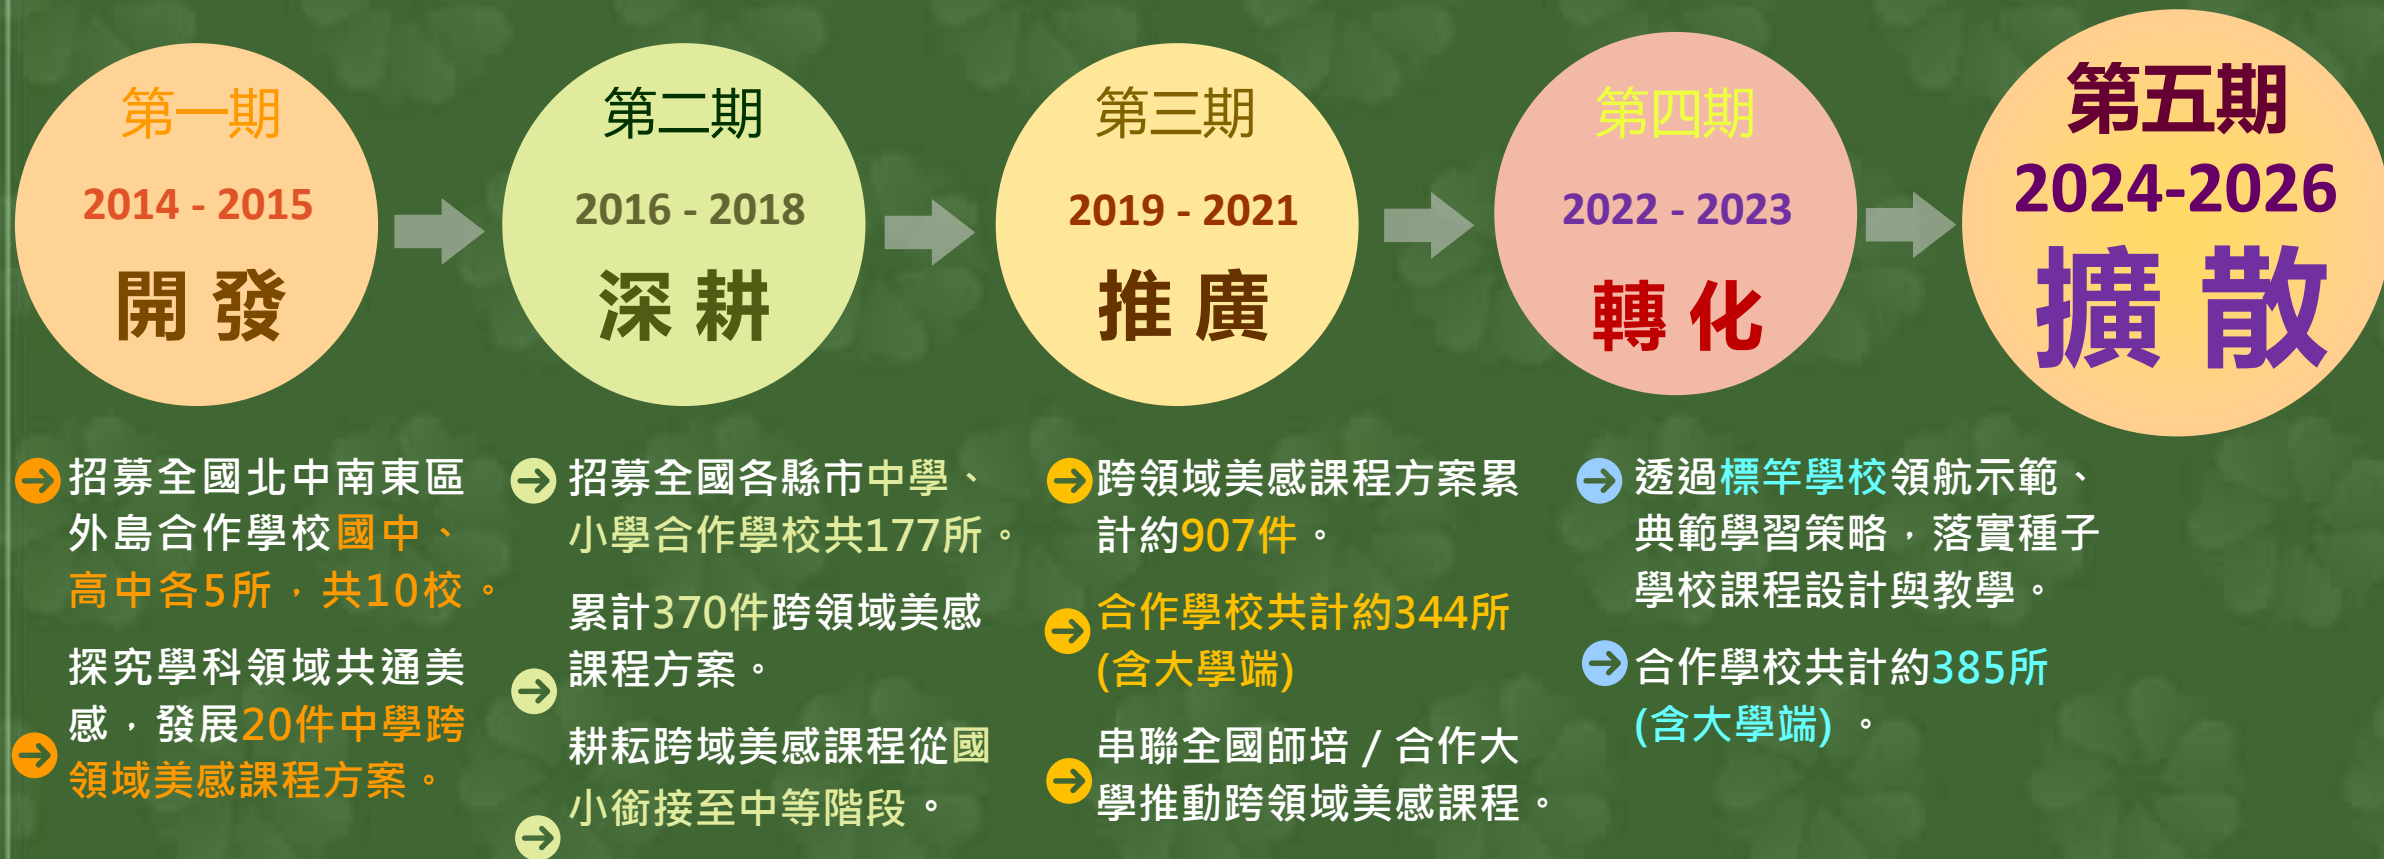 第一期
2014 - 2015
開 發
第二期
2016 - 2018
深 耕
第三期
2019 - 2021
推 廣
第四期
2022 - 2023
轉 化
第五期
2024-2026
擴 散
招募全國北中南東區
外島合作學校國中、
高中各5所，共10校。
探究學科領域共通美
感，發展20件中學跨
領域美感課程方案。
招募全國各縣市中學、
小學合作學校共177所。
累計370件跨領域美感
課程方案。
耕耘跨域美感課程從國
小銜接至中等階段。
跨領域美感課程方案累
計約907件。
合作學校共計約344所
(含大學端)
串聯全國師培 / 合作大
學推動跨領域美感課程。
透過標竿學校領航示範、
典範學習策略，落實種子
學校課程設計與教學。
合作學校共計約385所
(含大學端) 。